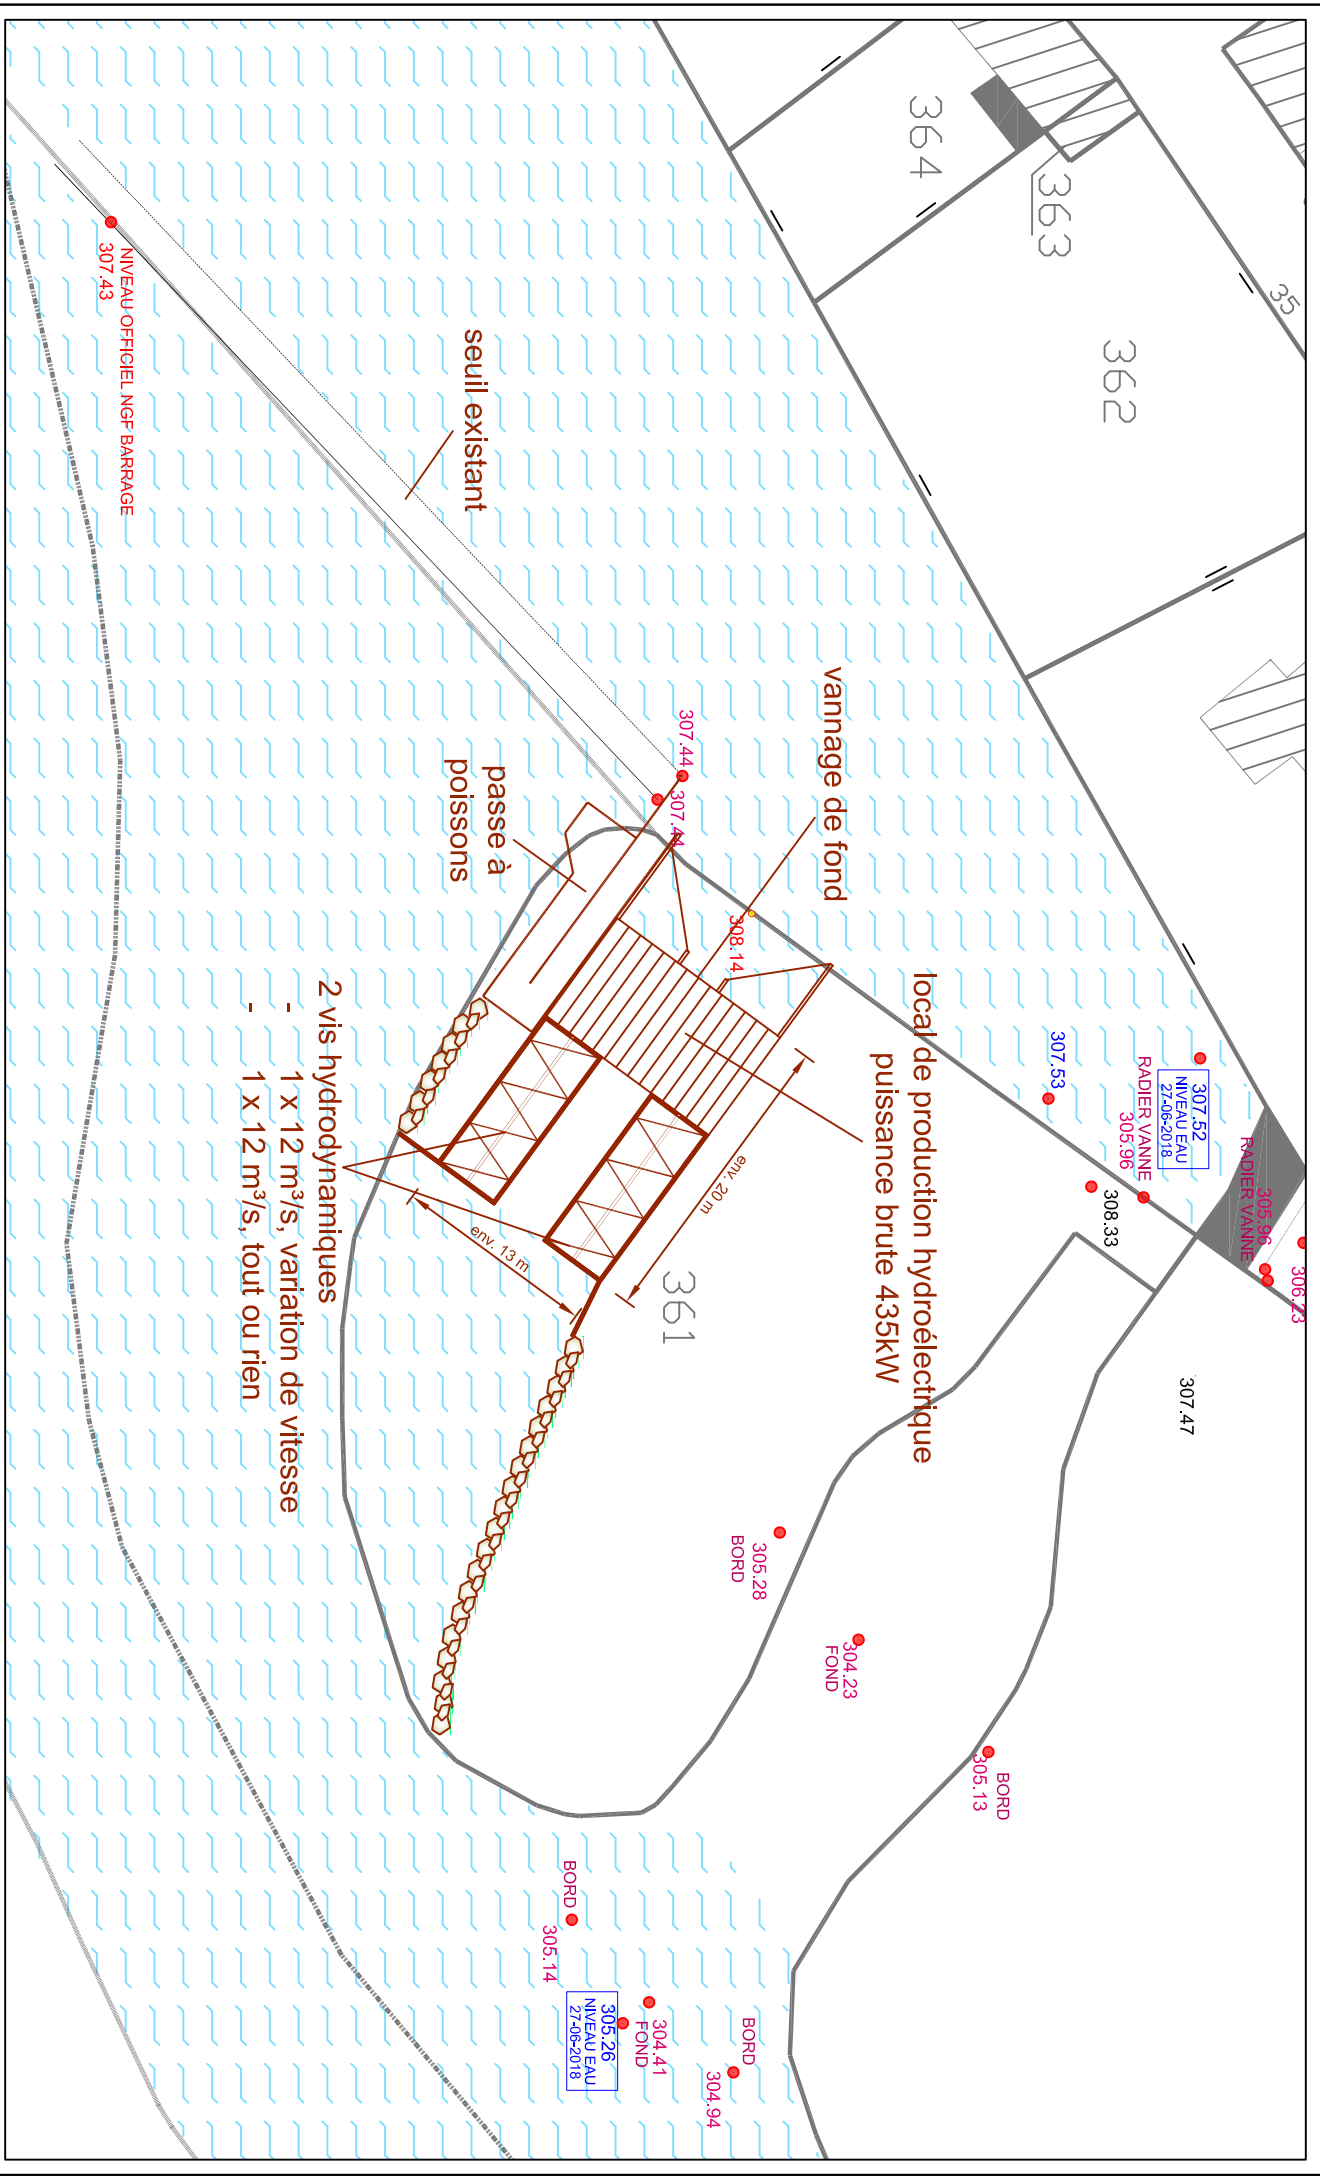 35
363
364
362
NIVEAU OFFICIEL NGF BARRAGE
307.43
seuil existant
307.44
307.44
vannage de fond
passe à
poissons
308.14
local de production hydroélectrique
puissance brute 435kW
307.53
307.52
NIVEAU EAU
27-06-2018
RADIER VANNE
305.96
305.96
RADIER VANNE
306.23
308.33
307.47
2 vis hydrodynamiques
- 1 x 12 m³/s, variation de vitesse
- 1 x 12 m³/s, tout ou rien
env. 20 m
env. 13 m
361
305.28
BORD
304.23
FOND
BORD
305.13
BORD
305.14
305.26
NIVEAU EAU
27-06-2018
304.41
FOND
BORD
304.94